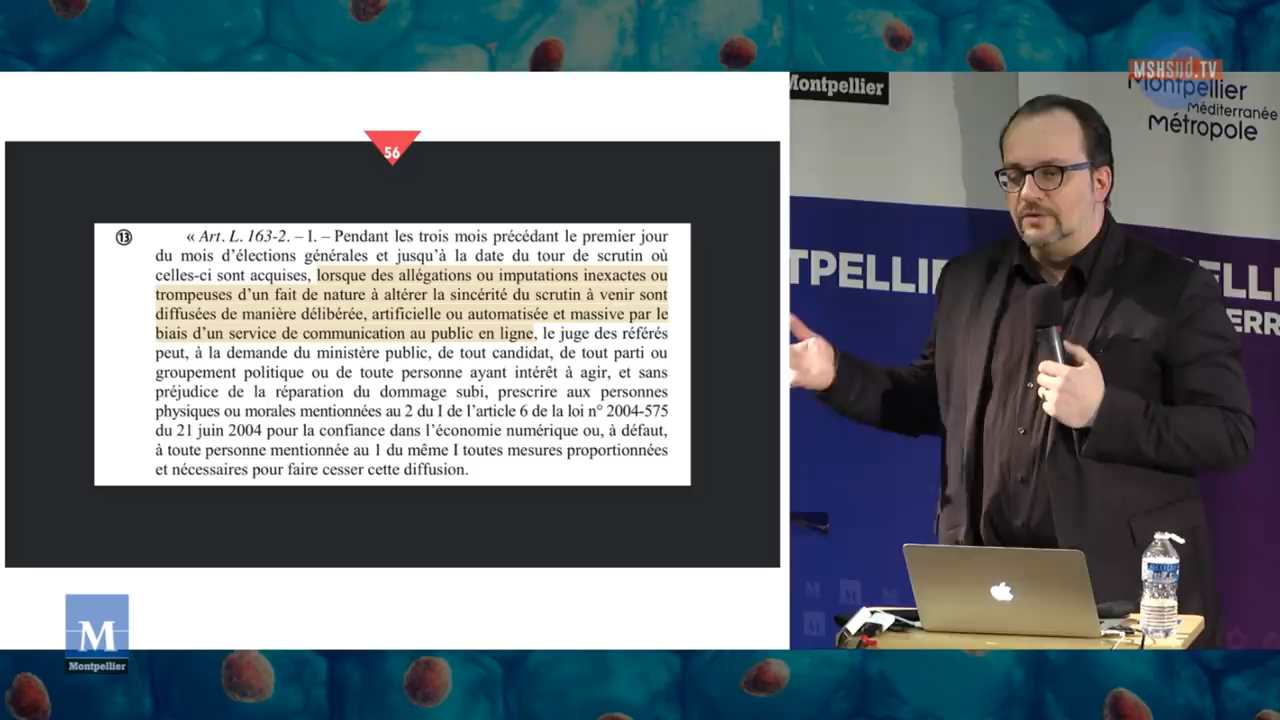 MSHSUD.TV
Montpellier
Montpellier
Méditerranée
Métropole
56
⑬
« Art. L. 163-2. – I. – Pendant les trois mois précédant le premier jour
du mois d'élections générales et jusqu'à la date du tour de scrutin où
celles-ci sont acquises, lorsque des allégations ou imputations inexactes ou
trompeuses d'un fait de nature à altérer la sincérité du scrutin à venir sont
diffusées de manière délibérée, artificielle ou automatisée et massive par le
biais d'un service de communication au public en ligne, le juge des référés
peut, à la demande du ministère public, de tout candidat, de tout parti ou
groupement politique ou de toute personne ayant intérêt à agir, et sans
préjudice de la réparation du dommage subi, prescrire aux personnes
physiques ou morales mentionnées au 2 du I de l'article 6 de la loi n° 2004-575
du 21 juin 2004 pour la confiance dans l'économie numérique ou, à défaut,
à toute personne mentionnée au 1 du même I toutes mesures proportionnées
et nécessaires pour faire cesser cette diffusion.
TPELLIE
ELLI
ERR
M
Montpellier